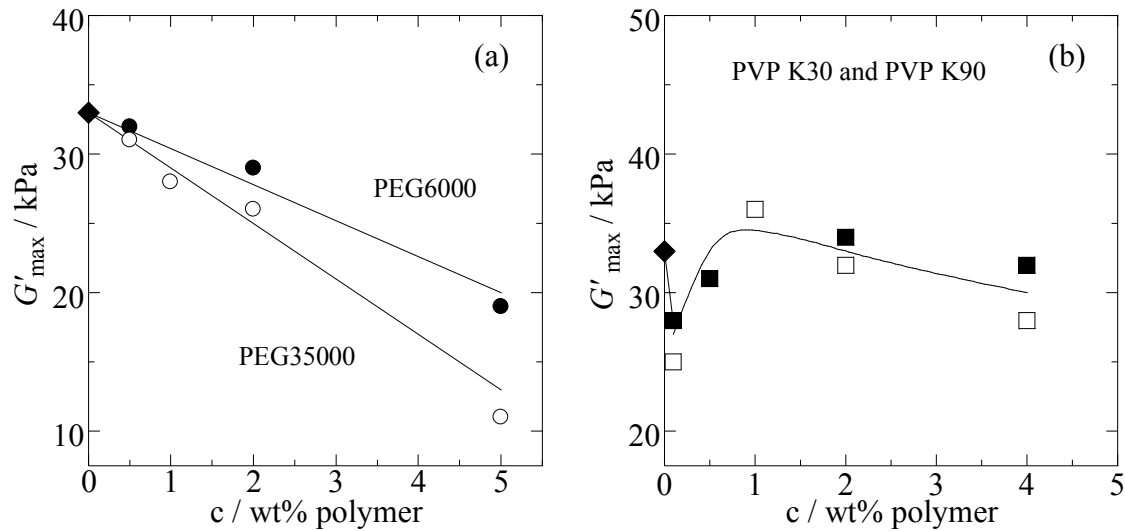 40
(a)
30
PEG6000
20
PEG35000
10
G'max / kPa
0 1 2 3 4 5
c / wt% polymer
50
PVP K30 and PVP K90
(b)
40
30
20
G'max / kPa
0 1 2 3 4 5
c / wt% polymer